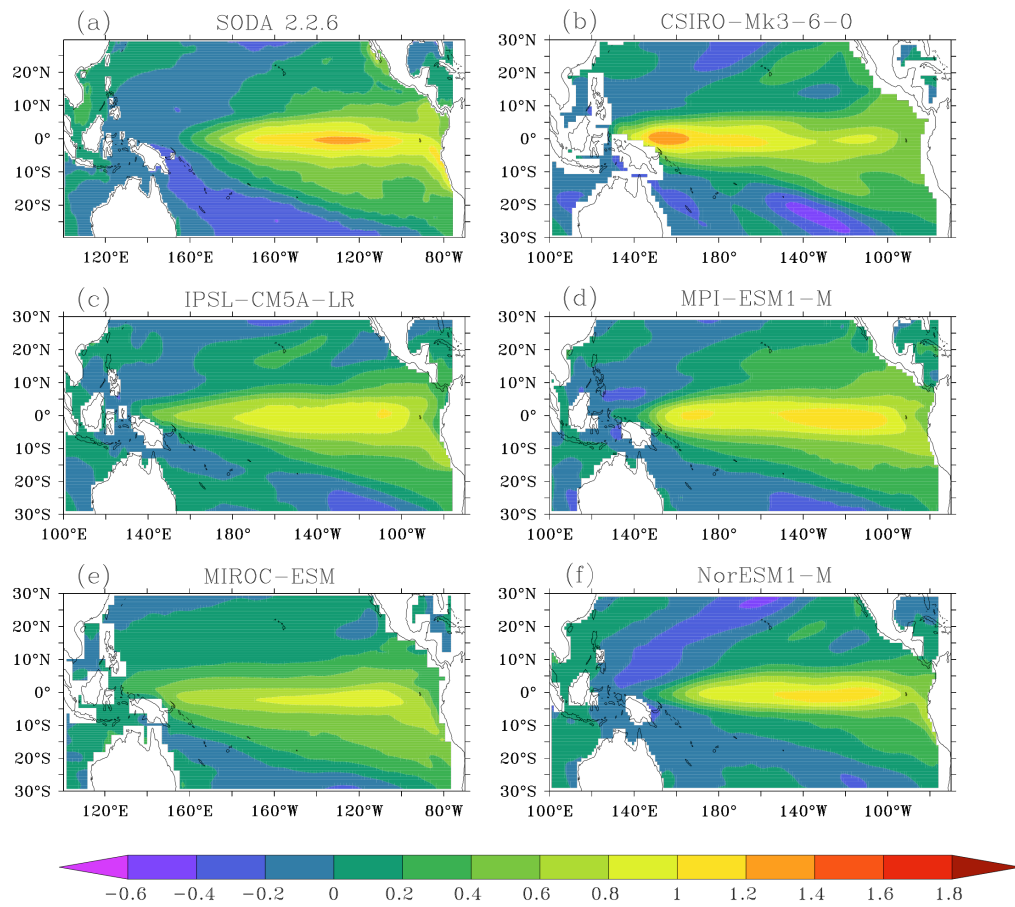 (a) SODA 2.2.6
20°N
10°N
0°
10°S
20°S
120°E 160°E 160°W 120°W 80°W
(b) CSIRO-Mk3-6-0
30°N
20°N
10°N
0°
10°S
20°S
30°S
100°E 140°E 180°W 140°W 100°W
(c) IPSL-CM5A-LR
30°N
20°N
10°N
0°
10°S
20°S
30°S
100°E 140°E 180°W 140°W 100°W
(d) MPI-ESM1-M
30°N
20°N
10°N
0°
10°S
20°S
30°S
100°E 140°E 180°W 140°W 100°W
(e) MIROC-ESM
30°N
20°N
10°N
0°
10°S
20°S
30°S
120°E 160°E 160°W 120°W 80°W
(f) NorESM1-M
30°N
20°N
10°N
0°
10°S
20°S
30°S
100°E 140°E 180°W 140°W 100°W
-0.6 -0.2 -0.2 0 0.2 0.4 0.6 0.8 1 1.2 1.4 1.6 1.8